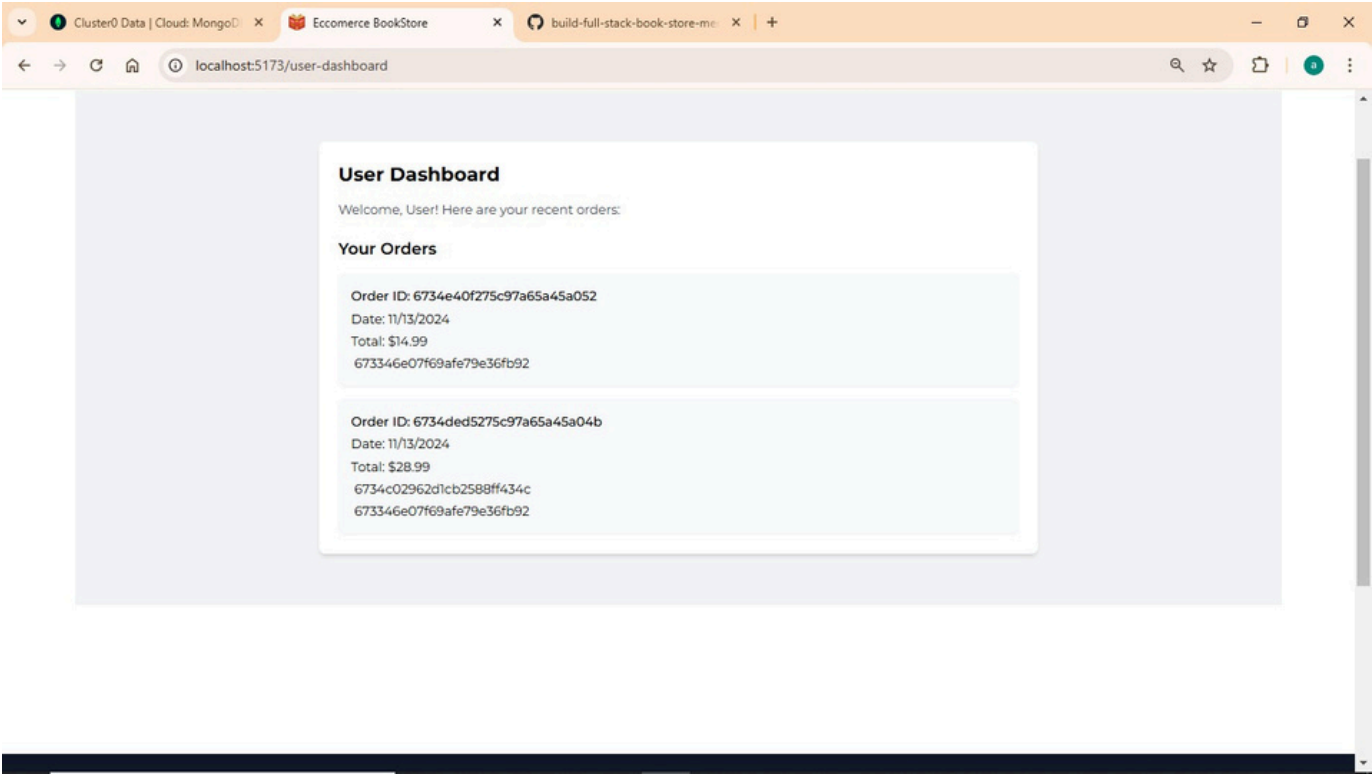 Cluster0 Data | Cloud: MongoD
Eccomerce BookStore
build-full-stack-book-store-me
localhost:5173/user-dashboard
a
User Dashboard
Welcome, User! Here are your recent orders:
Your Orders
Order ID: 6734e40f275c97a65a45a052
Date: 11/13/2024
Total: $14.99
673346e07f69afe79e36fb92
Order ID: 6734ded5275c97a65a45a04b
Date: 11/13/2024
Total: $28.99
6734c02962d1cb2588ff434c
673346e07f69afe79e36fb92